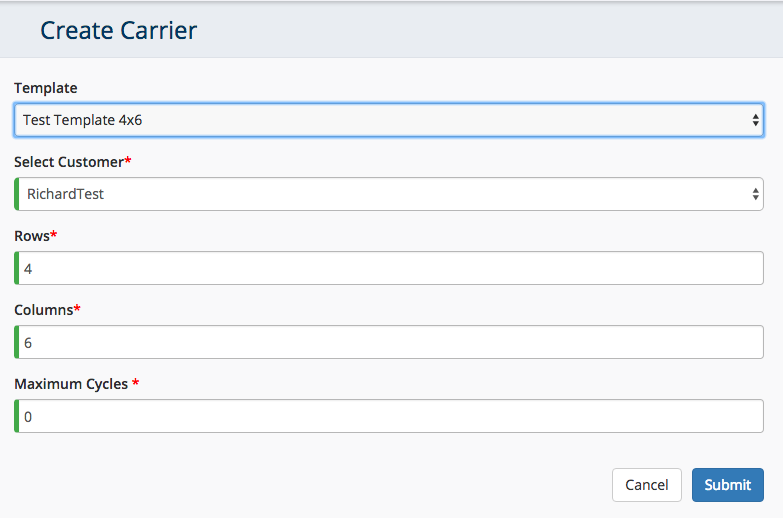 Create Carrier
Template
Test Template 4x6
Select Customer*
RichardTest
Rows*
4
Columns*
6
Maximum Cycles *
0
Cancel Submit